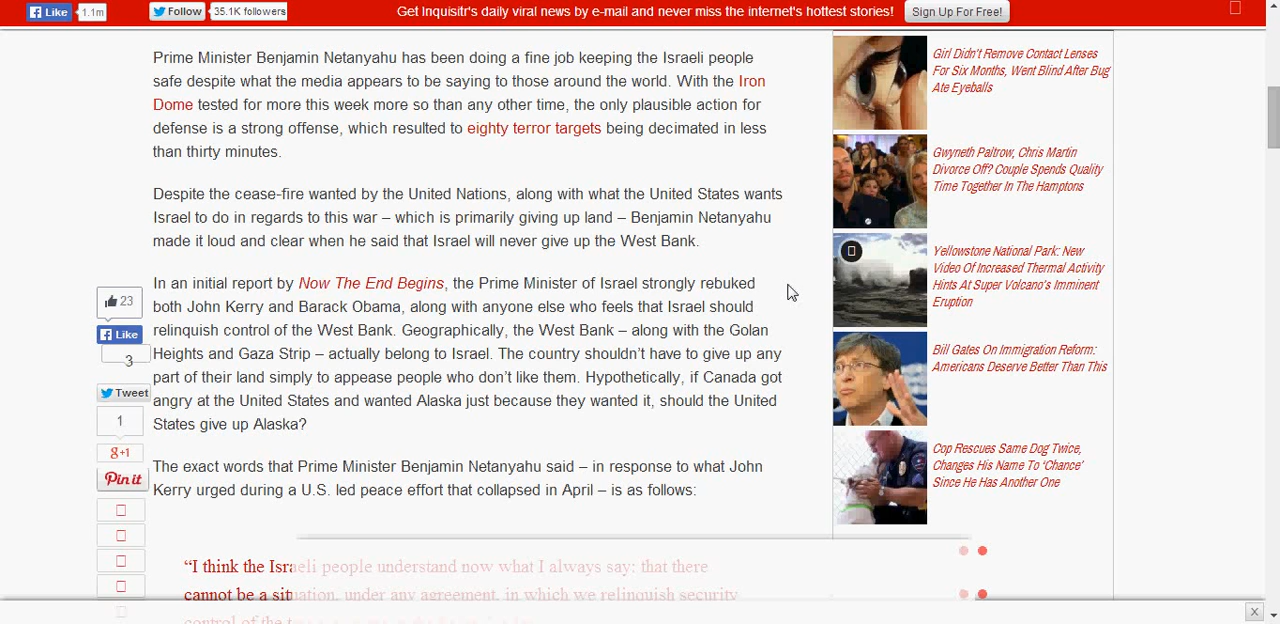 Like
1.1m
Follow
35.1K followers
Get Inquisitr's daily viral news by e-mail and never miss the internet's hottest stories!
Sign Up For Free!
Prime Minister Benjamin Netanyahu has been doing a fine job keeping the Israeli people
safe despite what the media appears to be saying to those around the world. With the Iron
Dome tested for more this week more so than any other time, the only plausible action for
defense is a strong offense, which resulted to eighty terror targets being decimated in less
than thirty minutes.
Despite the cease-fire wanted by the United Nations, along with what the United States wants
Israel to do in regards to this war – which is primarily giving up land – Benjamin Netanyahu
made it loud and clear when he said that Israel will never give up the West Bank.
In an initial report by Now The End Begins, the Prime Minister of Israel strongly rebuked
both John Kerry and Barack Obama, along with anyone else who feels that Israel should
relinquish control of the West Bank. Geographically, the West Bank – along with the Golan
Heights and Gaza Strip – actually belong to Israel. The country shouldn't have to give up any
part of their land simply to appease people who don't like them. Hypothetically, if Canada got
angry at the United States and wanted Alaska just because they wanted it, should the United
States give up Alaska?
The exact words that Prime Minister Benjamin Netanyahu said – in response to what John
Kerry urged during a U.S. led peace effort that collapsed in April – is as follows:
“I think the Israeli people understand now what I always say: that there
cannot be a situation, under any agreement, in which we relinquish security
control of the
23
Like
3
Tweet
1
g+1
Pin it
Girl Didn't Remove Contact Lenses
For Six Months, Went Blind After Bug
Ate Eyeballs
Gwyneth Paltrow, Chris Martin
Divorce Off? Couple Spends Quality
Time Together In The Hamptons
Yellowstone National Park: New
Video Of Increased Thermal Activity
Hints At Super Volcano's Imminent
Eruption
Bill Gates On Immigration Reform:
Americans Deserve Better Than This
Cop Rescues Same Dog Twice,
Changes His Name To ‘Chance’
Since He Has Another One